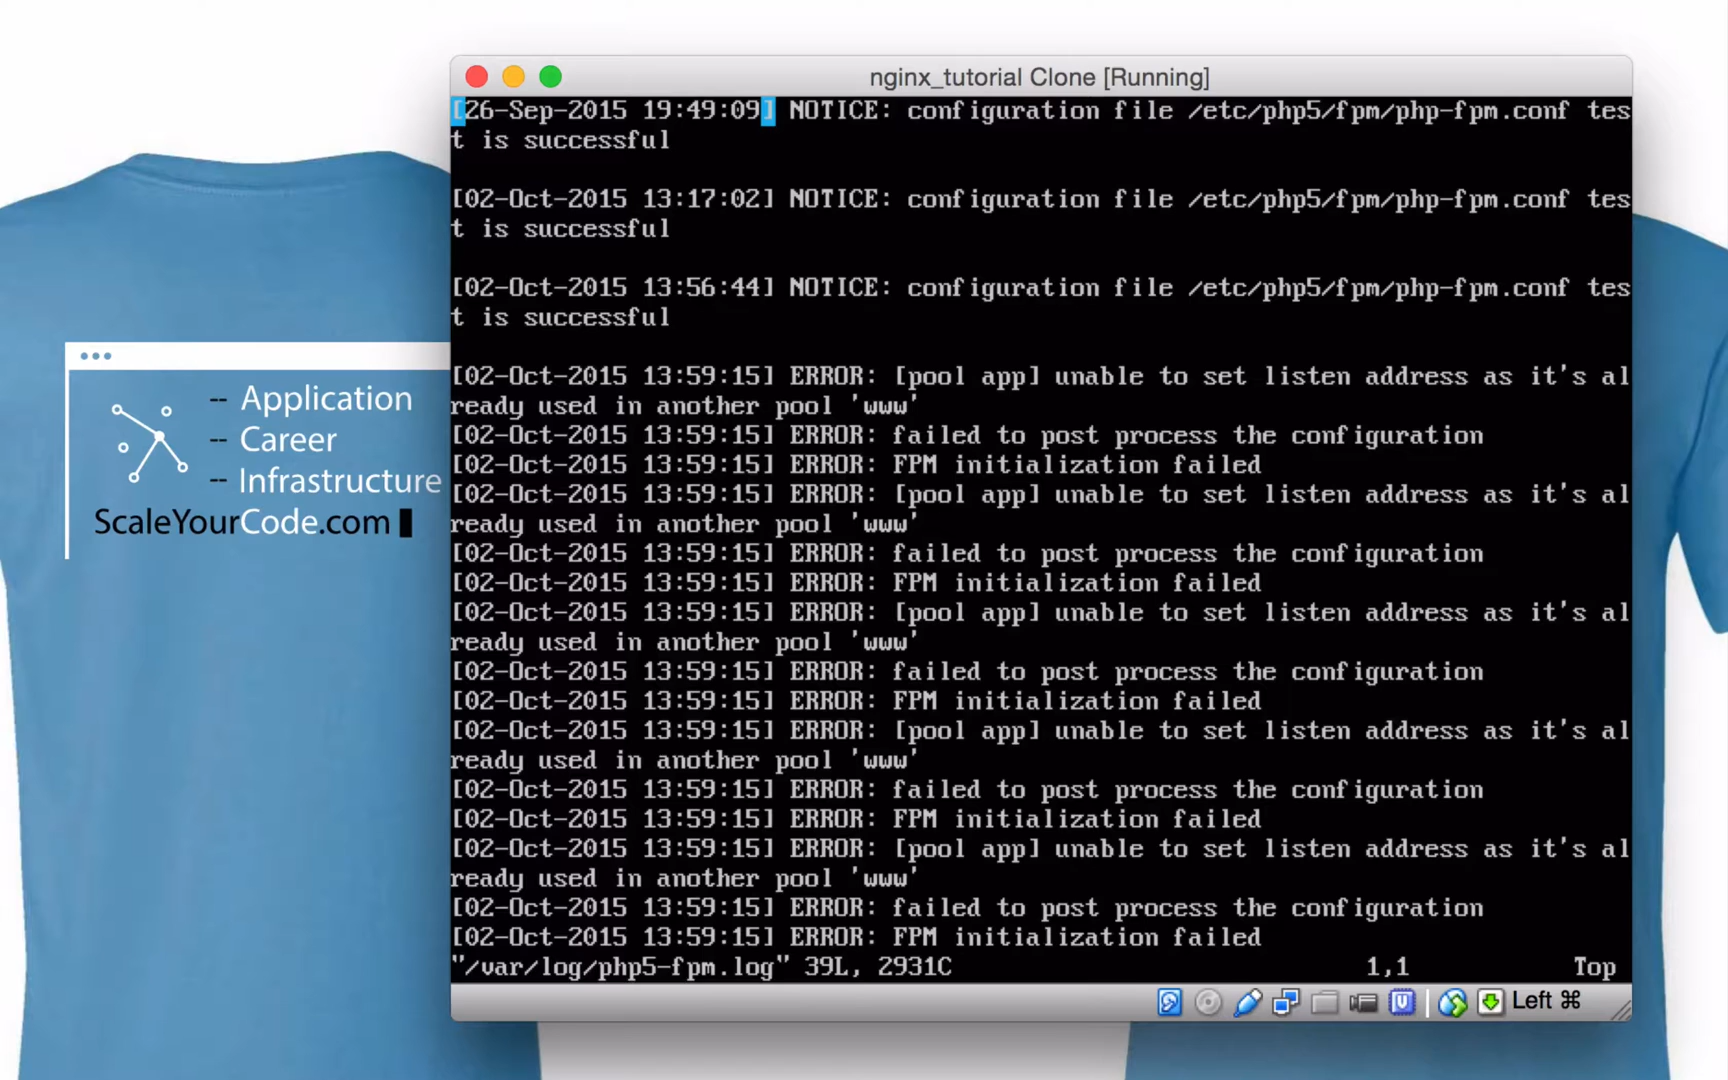 nginx_tutorial Clone [Running]
[26-Sep-2015 19:49:09] NOTICE: configuration file /etc/php5/fpm/php-fpm.conf tes
t is successful
[02-Oct-2015 13:17:02] NOTICE: configuration file /etc/php5/fpm/php-fpm.conf tes
t is successful
[02-Oct-2015 13:56:44] NOTICE: configuration file /etc/php5/fpm/php-fpm.conf tes
t is successful
[02-Oct-2015 13:59:15] ERROR: [pool app] unable to set listen address as it's al
ready used in another pool 'www'
[02-Oct-2015 13:59:15] ERROR: failed to post process the configuration
[02-Oct-2015 13:59:15] ERROR: FPM initialization failed
[02-Oct-2015 13:59:15] ERROR: [pool app] unable to set listen address as it's al
ready used in another pool 'www'
[02-Oct-2015 13:59:15] ERROR: failed to post process the configuration
[02-Oct-2015 13:59:15] ERROR: FPM initialization failed
[02-Oct-2015 13:59:15] ERROR: [pool app] unable to set listen address as it's al
ready used in another pool 'www'
[02-Oct-2015 13:59:15] ERROR: failed to post process the configuration
[02-Oct-2015 13:59:15] ERROR: FPM initialization failed
[02-Oct-2015 13:59:15] ERROR: [pool app] unable to set listen address as it's al
ready used in another pool 'www'
[02-Oct-2015 13:59:15] ERROR: failed to post process the configuration
[02-Oct-2015 13:59:15] ERROR: FPM initialization failed
[02-Oct-2015 13:59:15] ERROR: [pool app] unable to set listen address as it's al
ready used in another pool 'www'
[02-Oct-2015 13:59:15] ERROR: failed to post process the configuration
[02-Oct-2015 13:59:15] ERROR: FPM initialization failed
"/var/log/php5-fpm.log" 39L, 2931C 1,1 Top
Left ⌘
-- Application
-- Career
-- Infrastructure
ScaleYourCode.com